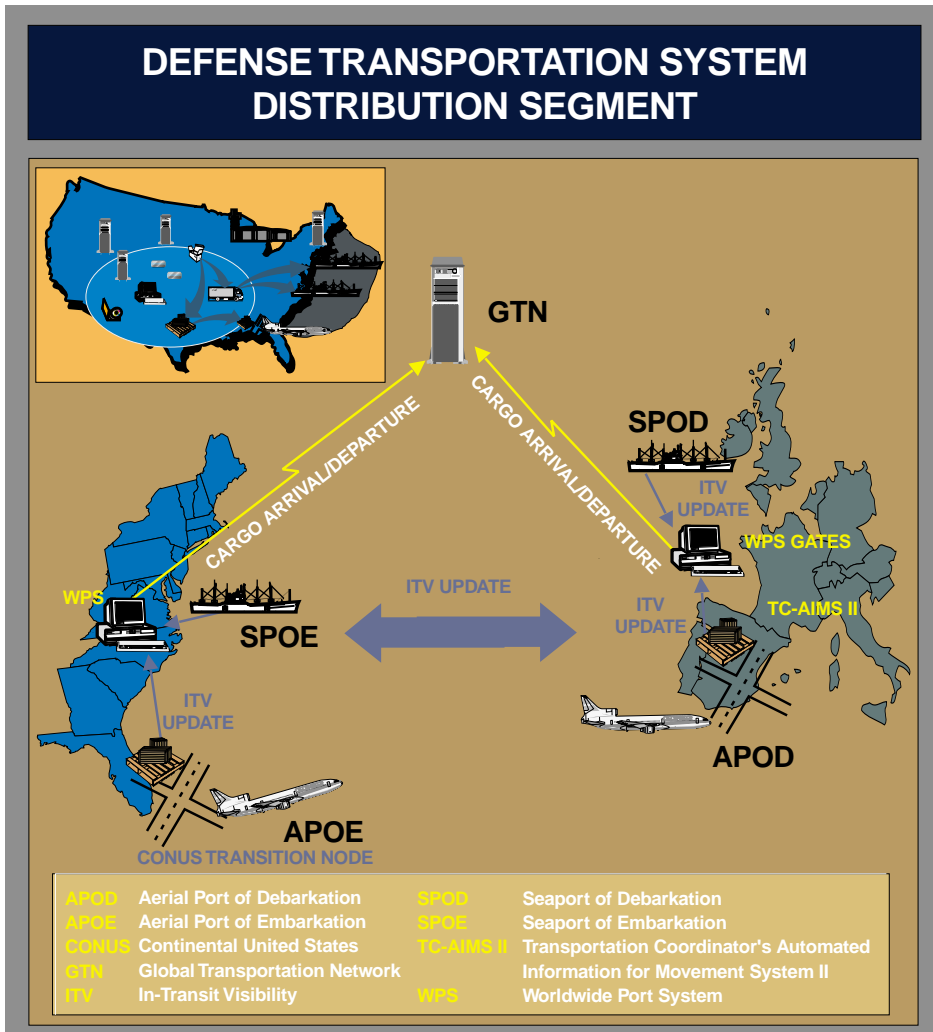 DEFENSE TRANSPORTATION SYSTEM
DISTRIBUTION SEGMENT
GTN
CARGO ARRIVAL/DEPARTURE
CARGO ARRIVAL/DEPARTURE
SPOD
ITV
UPDATE
WPS GATES
WPS
ITV UPDATE
ITV
UPDATE
TC-AIMS II
SPOE
ITV
UPDATE
APOD
APOE
CONUS TRANSITION NODE
APOD Aerial Port of Debarkation
APOE Aerial Port of Embarkation
CONUS Continental United States
GTN Global Transportation Network
ITV In-Transit Visibility
SPOD Seaport of Debarkation
SPOE Seaport of Embarkation
TC-AIMS II Transportation Coordinator's Automated
Information for Movement System II
WPS Worldwide Port System